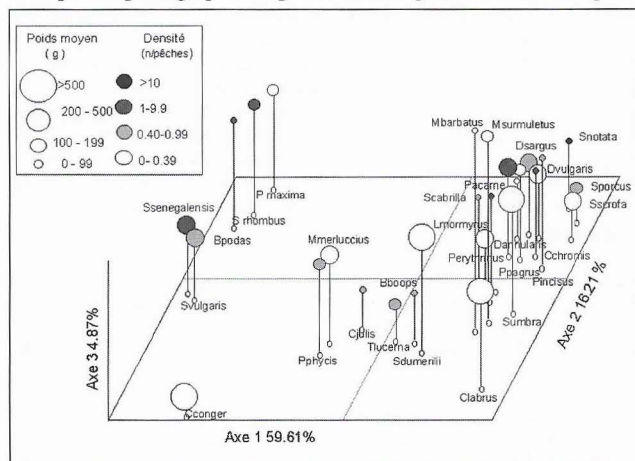 Poids moyen
( g )
Densité
(n/pêches)
>500
>10
200 - 500
1-9.9
100 - 199
0.40-0.99
0 - 99
0- 0.39
Mbarbatus
Msurmuletus
Dsargus
Snotata
P maxima
Pacarne
Dvulgaris
Scabrilla
Sporcus
Ssenegalensis
S rhombus
Lmormyrus
Sscrofa
Bpodas
Mmerluccius
Dannularis
Perythrinus
Cchromis
Ppagrus
Pincisus
Svulgaris
Bboops
Cjulis
Sumbra
Tlucerna
Pphycis
Sdumerilii
Clabrus
Cconger
Axe 3 4.87%
Axe 2 16.21 %
Axe 1 59.61%